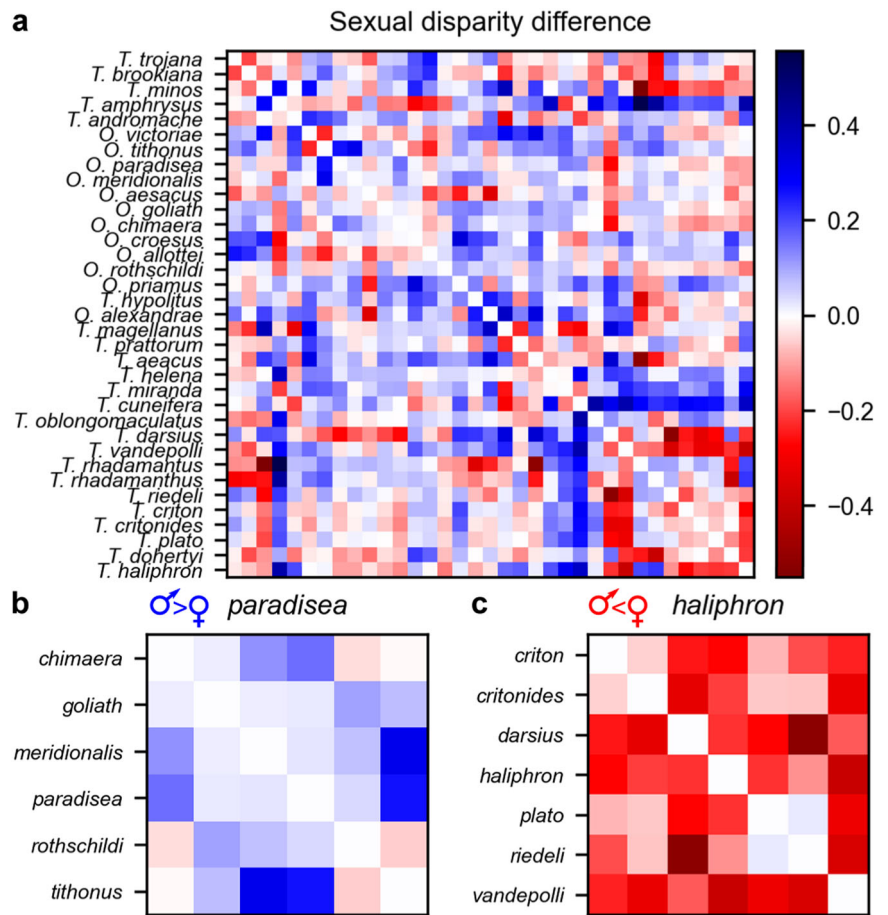 a
Sexual disparity difference
T. trojana
T. brookiana
T. minos
T. amphrysus
T. andromache
O. victoriae
O. tithonus
O. paradisea
O. meridionalis
O. aesacus
O. goliath
O. chimaera
O. croesus
O. allottei
O. rothschildi
O. priamus
T. hypolitus
O. alexandrae
T. magellanus
T. prattorum
T. aeacus
T. helena
T. miranda
T. cuneifera
T. oblongomaculatus
T. darsius
T. vandepolli
T. rhadamantus
T. rhadamanthus
T. riedeli
T. criton
T. critonides
T. plato
T. dohertyi
T. haliphron
0.4
0.2
0.0
−0.2
−0.4
b
♂>♀ paradisea
chimaera
goliath
meridionalis
paradisea
rothschildi
tithonus
c
♂<♀ haliphron
criton
critonides
darsius
haliphron
plato
riedeli
vandepolli